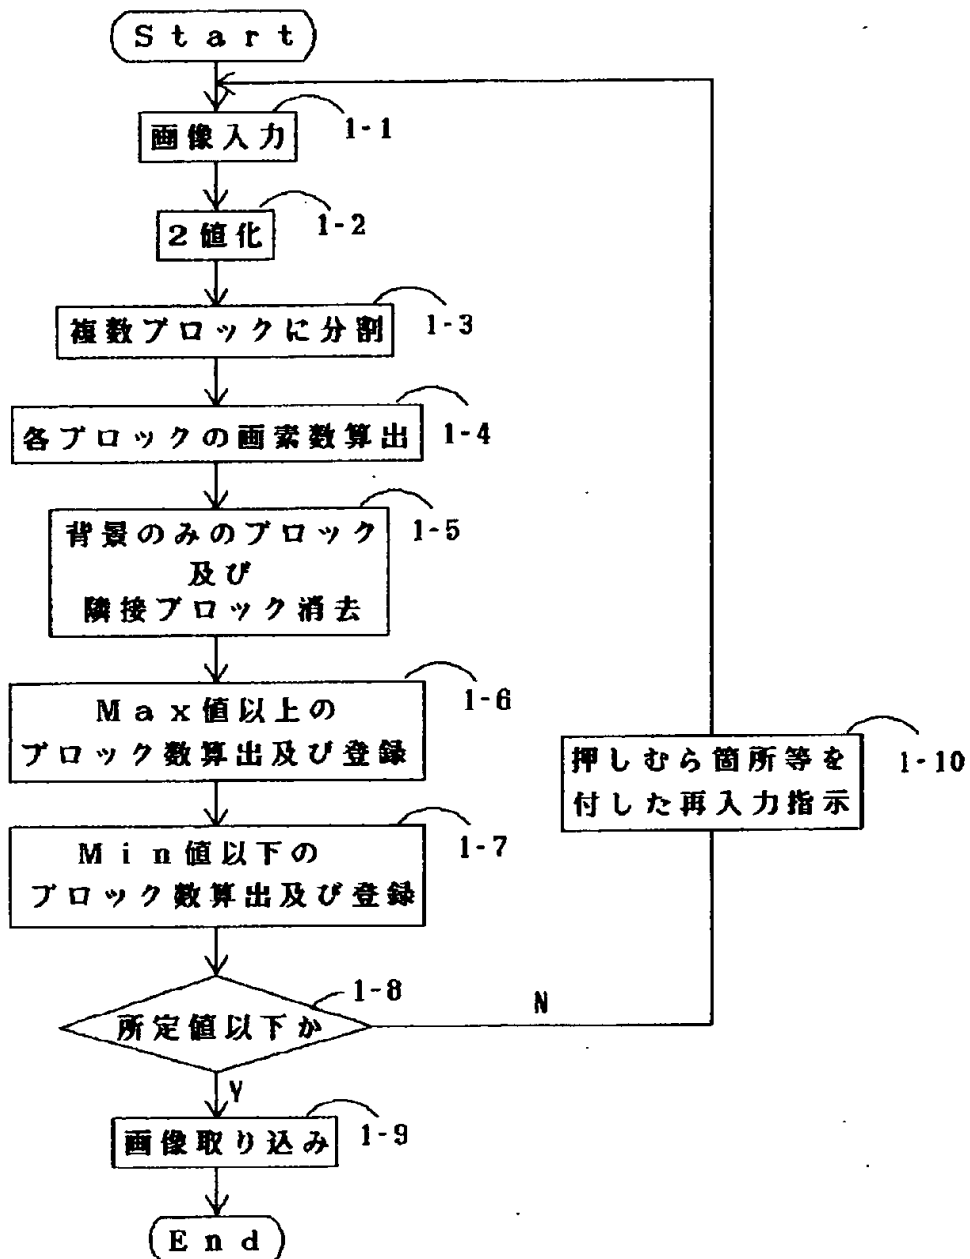 Start
画像入力
1-1
2値化
1-2
複数ブロックに分割
1-3
各ブロックの画素数算出
1-4
背景のみのブロック
及び
隣接ブロック消去
1-5
Max値以上の
ブロック数算出及び登録
1-6
Min値以下の
ブロック数算出及び登録
1-7
所定値以下か
1-8
N
押しむら箇所等を
付した再入力指示
1-10
Y
画像取り込み
1-9
End